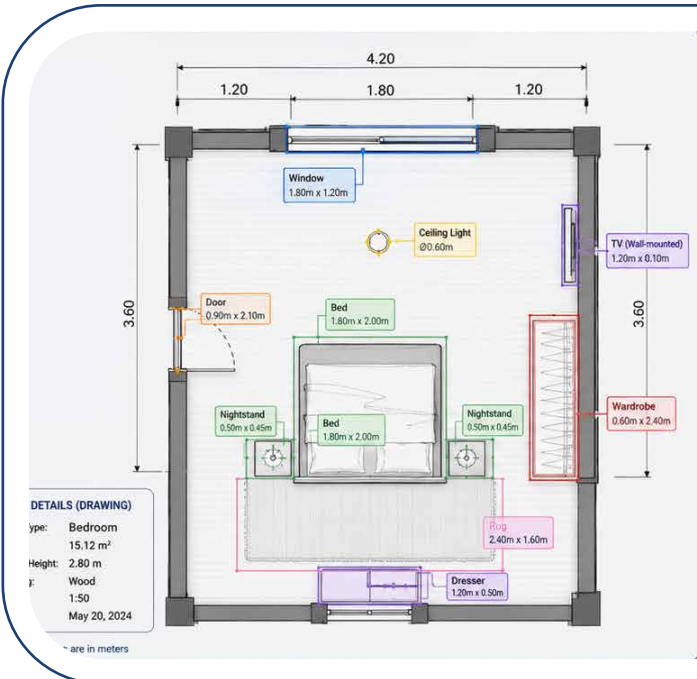 4.20
1.20
1.80
1.20
Window
1.80m x 1.20m
Ceiling Light
Ø0.60m
TV (Wall-mounted)
1.20m x 0.10m
Door
0.90m x 2.10m
Bed
1.80m x 2.00m
3.60
3.60
Wardrobe
0.60m x 2.40m
Nightstand
0.50m x 0.45m
Bed
1.80m x 2.00m
Nightstand
0.50m x 0.45m
Rog
2.40m x 1.60m
Dresser
1.20m x 0.50m
DETAILS (DRAWING)
ype: Bedroom
15.12 m²
Height: 2.80 m
g: Wood
1:50
May 20, 2024
are in meters